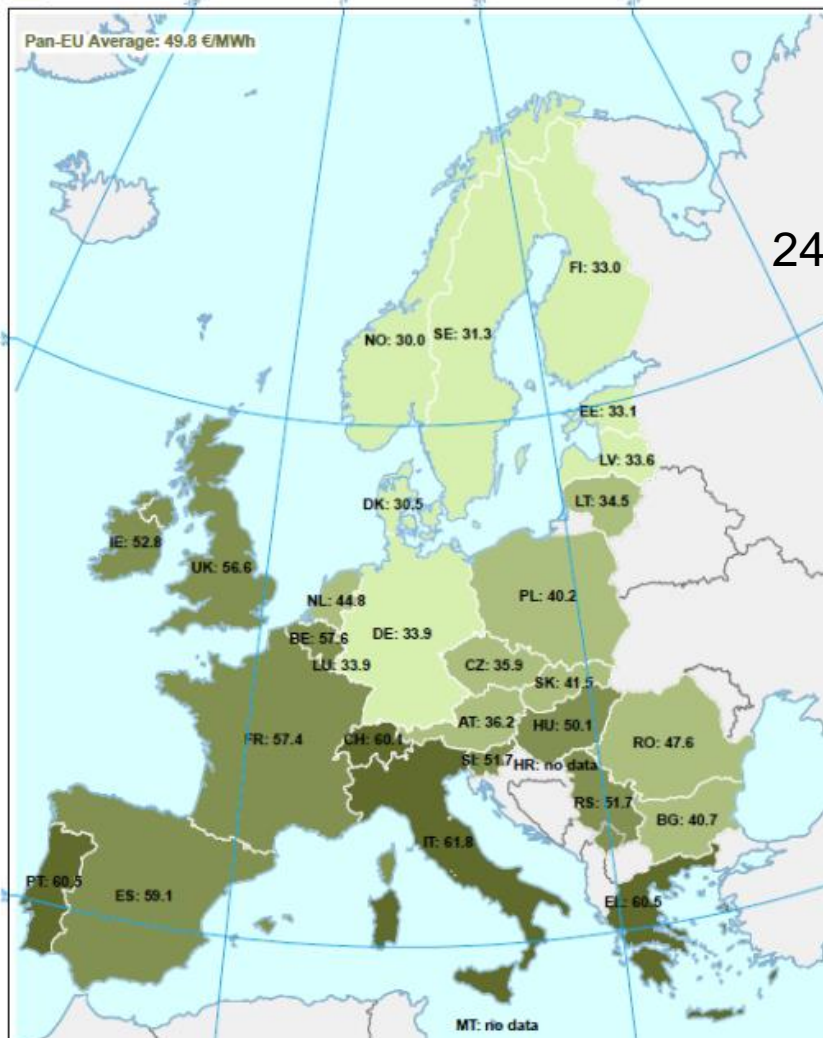 Pan-EU Average: 49.8 €/MWh
24
FI: 33.0
SE: 31.3
NO: 30.0
EE: 33.1
LV: 33.6
LT: 34.5
DK: 30.5
IE: 52.8
UK: 56.6
NL: 44.8
PL: 40.2
BE: 57.6
DE: 33.9
LU: 33.9
CZ: 35.9
SK: 41.5
AT: 36.2
HU: 50.1
FR: 57.4
CH: 60.1
RO: 47.6
SI: 51.7
HR: no data
RS: 51.7
BG: 40.7
IT: 61.8
PT: 60.5
ES: 59.1
EL: 60.5
MT: no data